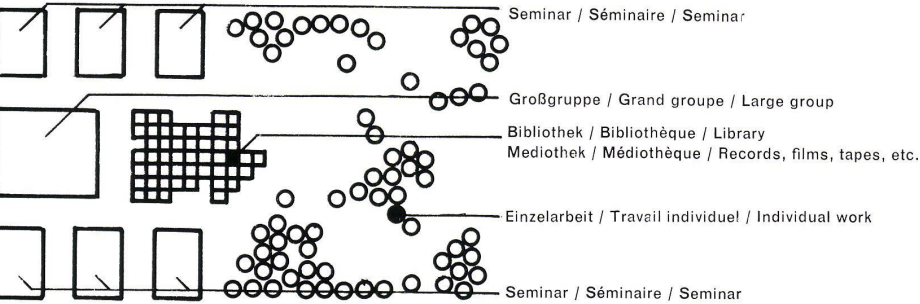 Seminar / Séminaire / Seminar
Großgruppe / Grand groupe / Large group
Bibliothek / Bibliothèque / Library
Mediothek / Médiothèque / Records, films, tapes, etc.
Einzelarbeit / Travail individuel / Individual work
Seminar / Séminaire / Seminar